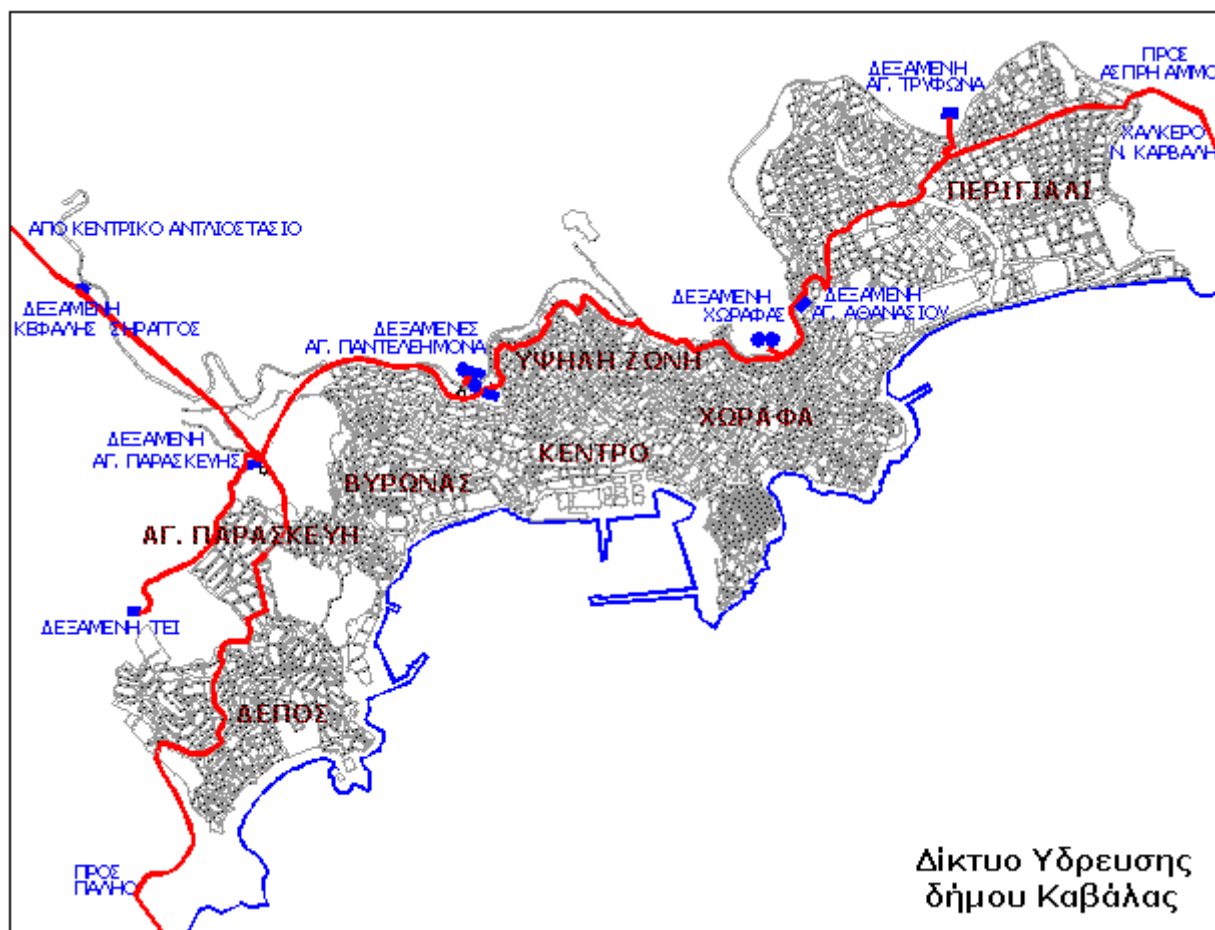 ΔΕΞΑΜΕΝΗ
ΑΓ. ΤΡΥΦΩΝΑ
ΠΡΟΣ
ΑΣΠΡΗ ΑΜΜΟ
ΧΑΛΚΕΡΟ
Ν. ΚΑΡΒΑΛΗ
ΠΕΡΙΓΙΑΛΙ
ΑΠΟ ΚΕΝΤΡΙΚΟ ΑΝΤΛΙΟΣΤΑΣΙΟ
ΔΕΞΑΜΕΝΗ
ΚΕΦΑΛΗΣ ΣΗΡΑΓΓΟΣ
ΔΕΞΑΜΕΝΕΣ
ΑΓ. ΠΑΝΤΕΛΕΗΜΟΝΑ
ΔΕΞΑΜΕΝΗ
ΧΩΡΑΦΑΣ
ΔΕΞΑΜΕΝΗ
ΑΓ. ΑΘΑΝΑΣΙΟΥ
ΥΨΗΛΗ ΖΩΝΗ
ΧΩΡΑΦΑ
ΚΕΝΤΡΟ
ΔΕΞΑΜΕΝΗ
ΑΓ. ΠΑΡΑΣΚΕΥΗΣ
ΒΥΡΩΝΑΣ
ΑΓ. ΠΑΡΑΣΚΕΥΗ
ΔΕΞΑΜΕΝΗ ΤΕΙ
ΔΕΠΟΣ
ΠΡΟΣ
ΠΑΛΗΟ
Δίκτυο Υδρευσης
δήμου Καβάλας